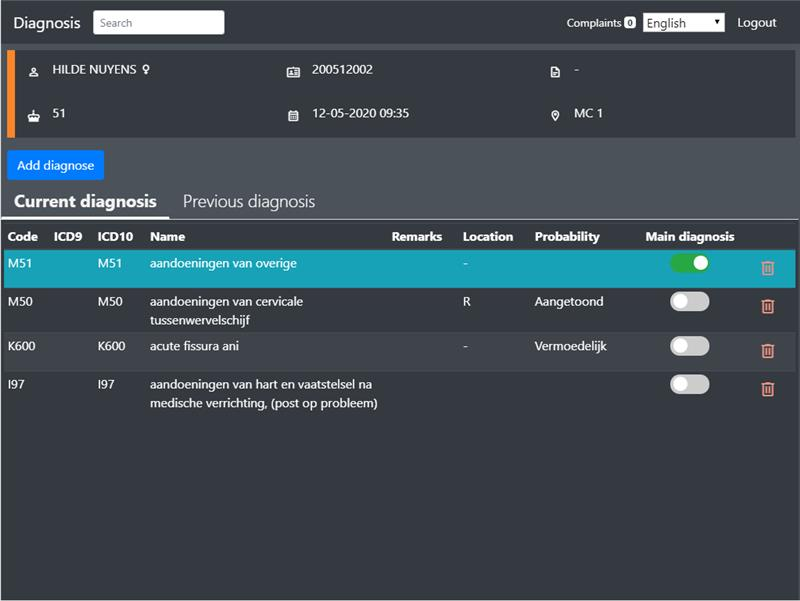 Diagnosis Search Complaints 0 English Logout
HILDE NUYENS 200512002 -
51 12-05-2020 09:35 MC 1
Add diagnose
Current diagnosis Previous diagnosis
Code ICD9 ICD10 Name Remarks Location Probability Main diagnosis
M51 M51 aandoeningen van overige -
M50 M50 aandoeningen van cervicale R Aangetoond
tussenwervelschijf
K600 K600 acute fissura ani - Vermoedelijk
I97 I97 aandoeningen van hart en vaatstelsel na
medische verrichting, (post op probleem)